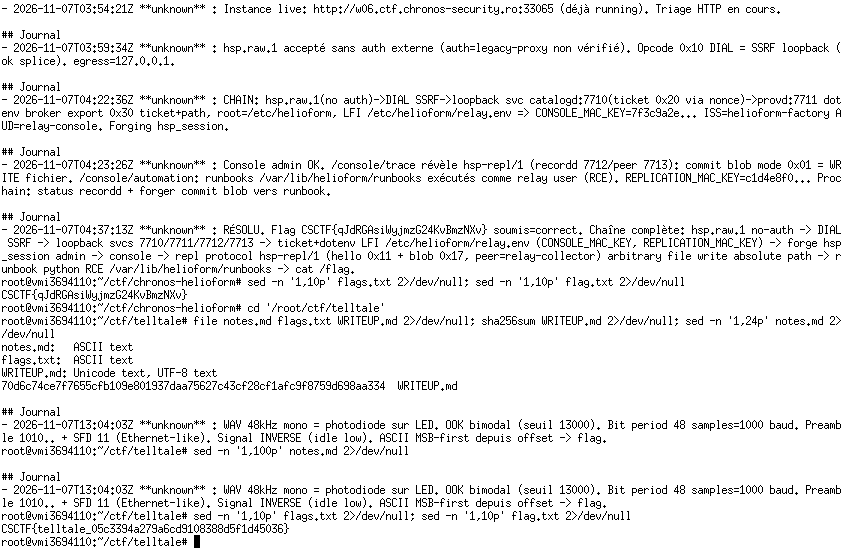 - 2026-11-07T03:54:21Z **unknown** : Instance live: http://w06.ctf.chronos-security.ro:33065 (déjà running). Triage HTTP en cours.
## Journal
- 2026-11-07T03:59:34Z **unknown** : hsp.raw.1 accepté sans auth externe (auth=legacy-proxy non vérifié). Opcode 0x10 DIAL = SSRF loopback (
ok splice). egress=127.0.0.1.
## Journal
- 2026-11-07T04:22:36Z **unknown** : CHAIN: hsp.raw.1(no auth)->DIAL SSRF->loopback svc catalogd:7710(ticket 0x20 via nonce)->provd:7711 dot
env broker export 0x30 ticket+path, root=/etc/helioform, LFI /etc/helioform/relay.env => CONSOLE_MAC_KEY=7f3c9a2e... ISS=helioform-factory A
UD=relay-console. Forging hsp_session.
## Journal
- 2026-11-07T04:23:26Z **unknown** : Console admin OK. /console/trace révèle hsp-repl/1 (recordd 7712/peer 7713): commit blob mode 0x01 = WR
ITE fichier. /console/automation: runbooks /var/lib/helioform/runbooks exécutés comme relay user (RCE). REPLICATION_MAC_KEY=c1d4e8f0... Proc
hain: status recordd + forger commit blob vers runbook.
## Journal
- 2026-11-07T04:37:13Z **unknown** : RÉSOLU. Flag CSCTF{qJdRGAsiWyjmzG24KvBmzNXv} soumis=correct. Chaîne complète: hsp.raw.1 no-auth -> DIAL
 SSRF -> loopback svcs 7710/7711/7712/7713 -> ticket+dotenv LFI /etc/helioform/relay.env (CONSOLE_MAC_KEY, REPLICATION_MAC_KEY) -> forge hsp
_session admin -> console -> repl protocol hsp-repl/1 (hello 0x11 + blob 0x17, peer=relay-collector) arbitrary file write absolute path -> r
unbook python RCE /var/lib/helioform/runbooks -> cat /flag.
root@vmi3694110:~/ctf/chronos-helioform# sed -n '1,10p' flags.txt 2>/dev/null; sed -n '1,10p' flag.txt 2>/dev/null
CSCTF{qJdRGAsiWyjmzG24KvBmzNXv}
root@vmi3694110:~/ctf/chronos-helioform# cd '/root/ctf/telltale'
root@vmi3694110:~/ctf/telltale# file notes.md flags.txt WRITEUP.md 2>/dev/null; sha256sum WRITEUP.md 2>/dev/null; sed -n '1,24p' notes.md 2>
/dev/null
notes.md:   ASCII text
flags.txt:  ASCII text
WRITEUP.md: Unicode text, UTF-8 text
70d6c74ce7f7655cfb109e801937daa75627c43cf28cf1afc9f8759d698aa334  WRITEUP.md
## Journal
- 2026-11-07T13:04:03Z **unknown** : WAV 48kHz mono = photodiode sur LED. OOK bimodal (seuil 13000). Bit period 48 samples=1000 baud. Preamb
le 1010.. + SFD 11 (Ethernet-like). Signal INVERSE (idle low). ASCII MSB-first depuis offset -> flag.
root@vmi3694110:~/ctf/telltale# sed -n '1,100p' notes.md 2>/dev/null
## Journal
- 2026-11-07T13:04:03Z **unknown** : WAV 48kHz mono = photodiode sur LED. OOK bimodal (seuil 13000). Bit period 48 samples=1000 baud. Preamb
le 1010.. + SFD 11 (Ethernet-like). Signal INVERSE (idle low). ASCII MSB-first depuis offset -> flag.
root@vmi3694110:~/ctf/telltale# sed -n '1,10p' flags.txt 2>/dev/null; sed -n '1,10p' flag.txt 2>/dev/null
CSCTF{telltale_05c3394a279a6cd9108388d5f1d45036}
root@vmi3694110:~/ctf/telltale#